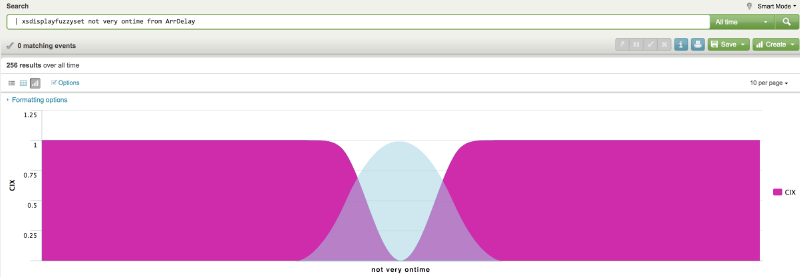 Search
Smart Mode
| xsdisplayfuzzyset not very ontime from ArrDelay
All time
0 matching events
Save
Create
256 results over all time
Options
10 per page
Formatting options
1.25
1
0.75
0.5
0.25
CIX
CIX
not very ontime